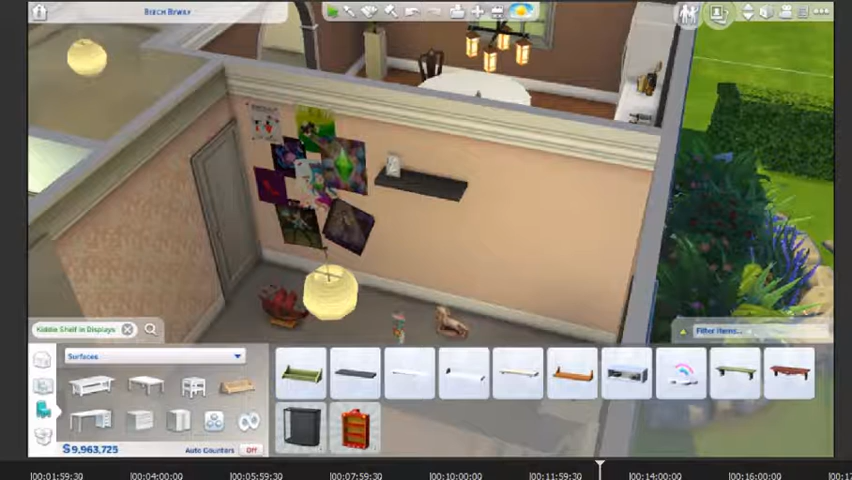 Beech Byway
Kiddie Shelf in Displays
Filter Items...
Surfaces
§9,963,725
Auto Counters
Off
00:01:59:30
00:04:00:00
00:05:59:30
00:07:59:30
00:10:00:00
00:11:59:30
00:14:00:00
00:16:00:00